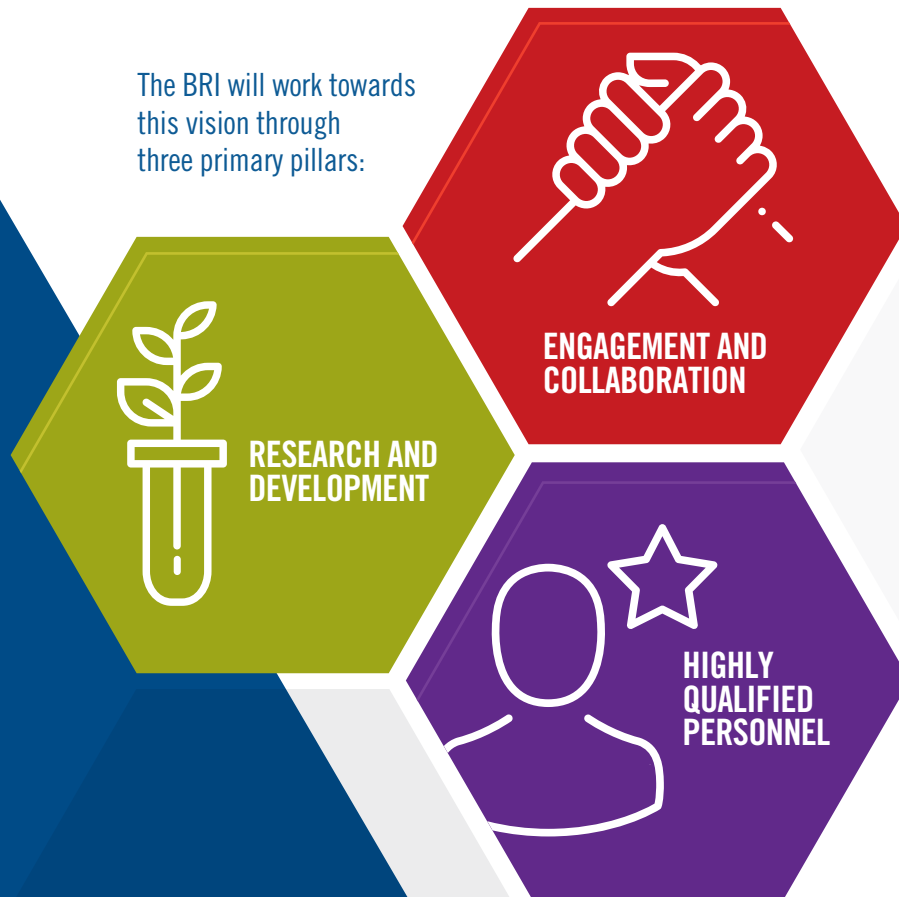 The BRI will work towards
this vision through
three primary pillars:
ENGAGEMENT AND
COLLABORATION
RESEARCH AND
DEVELOPMENT
HIGHLY
QUALIFIED
PERSONNEL